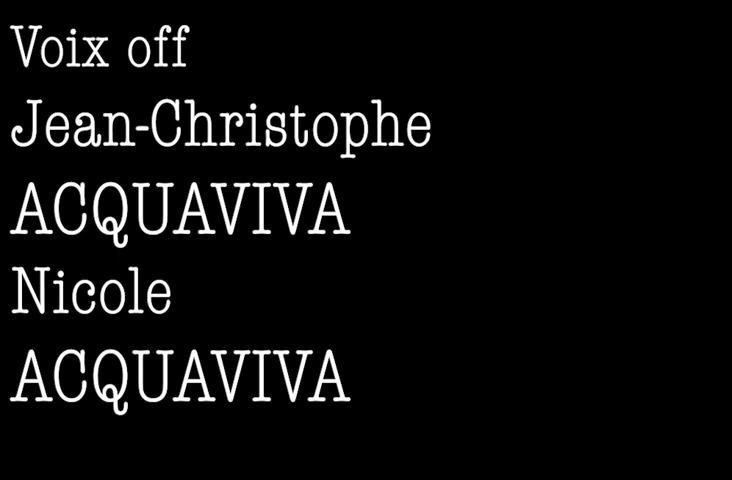 Voix off
Jean-Christophe
ACQUAVIVA
Nicole
ACQUAVIVA